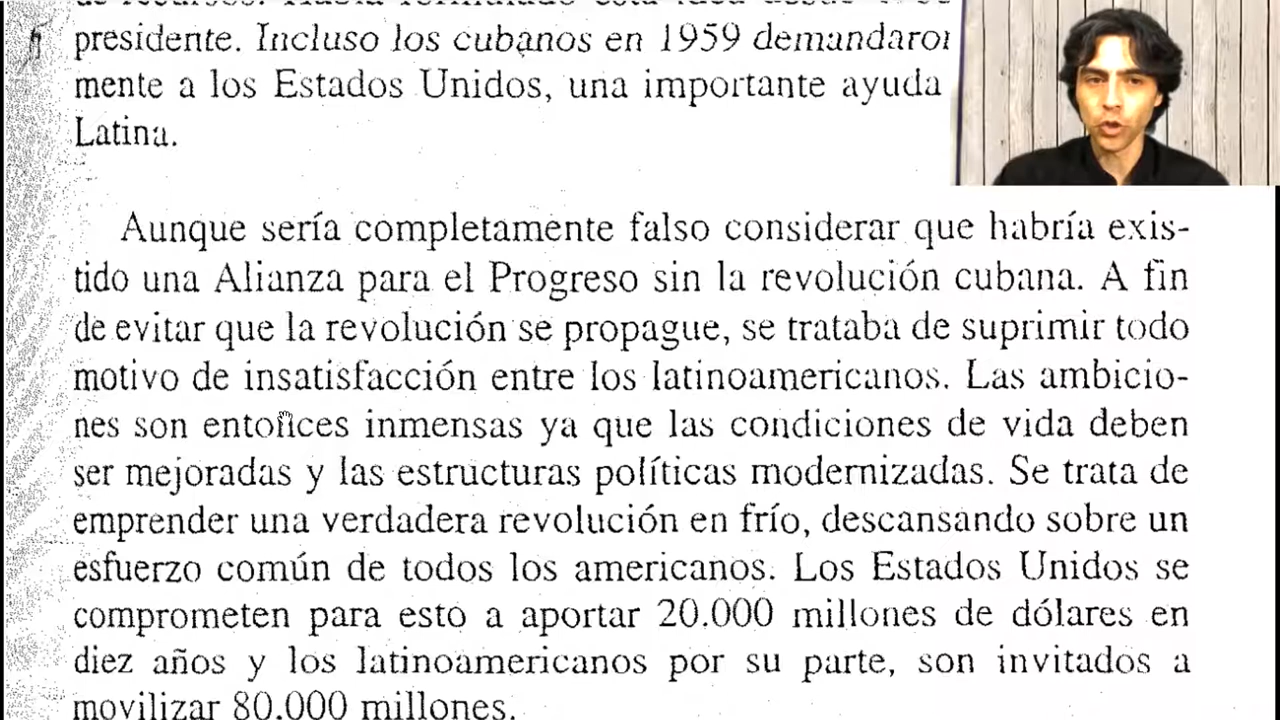 presidente. Incluso los cubanos en 1959
mente a los Estados Unidos, una importante ayuda
Latina.
Aunque sería completamente falso considerar que habría exis-
tido una Alianza para el Progreso sin la revolución cubana. A fin
de evitar que la revolución se propague, se trataba de suprimir todo
motivo de insatisfacción entre los latinoamericanos. Las ambicio-
nes son entonces inmensas ya que las condiciones de vida deben
ser mejoradas y las estructuras políticas modernizadas. Se trata de
emprender una verdadera revolución en frío, descansando sobre un
esfuerzo común de todos los americanos. Los Estados Unidos se
comprometen para esto a aportar 20.000 millones de dólares en
diez años y los latinoamericanos por su parte, son invitados a
movilizar 80.000 millones.